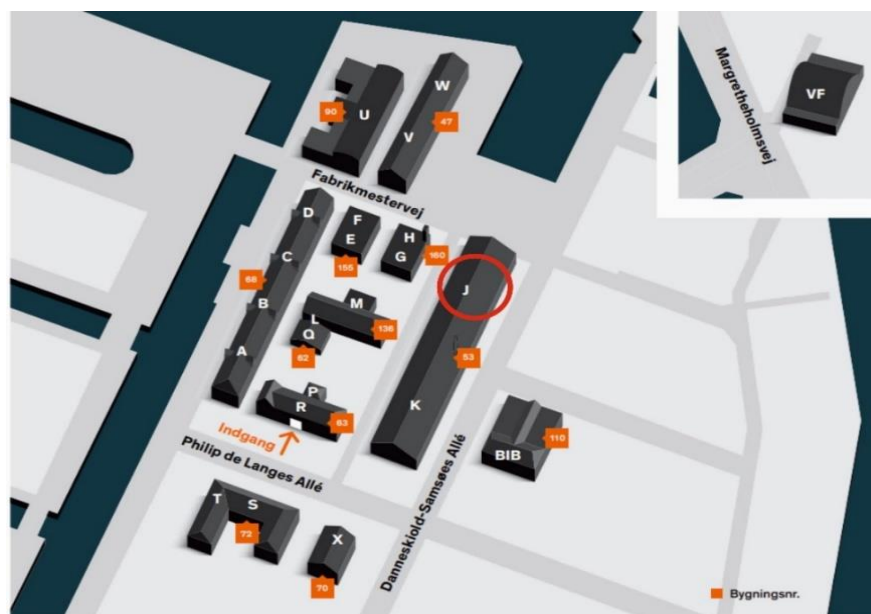 Margretheholmsvej
VF
W
U
90
47
V
Fabrikmestervej
D
F
H
E
G
160
155
C
68
J
M
B
L
136
Q
62
53
A
P
R
K
63
Indgang
Philip de Langes Allé
Danneskiold-Samsøes Allé
110
BIB
T
S
72
X
70
Bygningsnr.